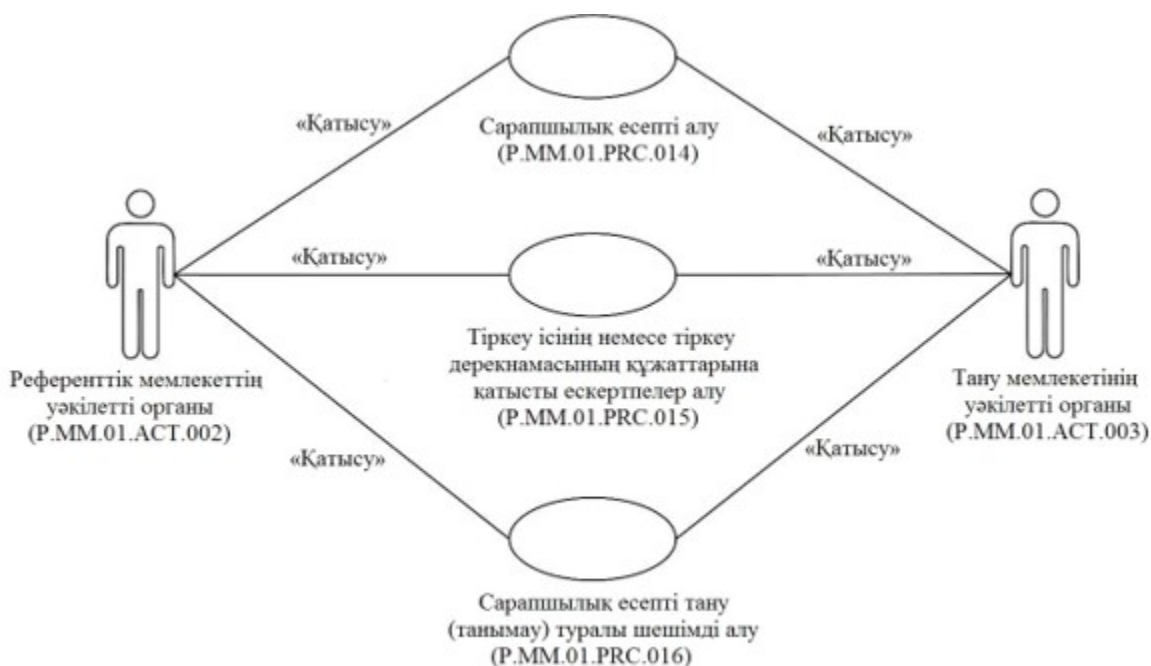 «Қатысу»
«Қатысу»
Сарапшылық есепті алу
(P.MM.01.PRC.014)
«Қатысу»
«Қатысу»
Тіркеу ісінің немесе тіркеу
дерекнамасының құжаттарына
қатысты ескертпелер алу
(P.MM.01.PRC.015)
Референттік мемлекеттің
уәкілетті органы
(P.MM.01.ACT.002)
Тану мемлекетінің
уәкілетті органы
(P.MM.01.ACT.003)
«Қатысу»
«Қатысу»
Сарапшылық есепті тану
(танымау) туралы шешімді алу
(P.MM.01.PRC.016)